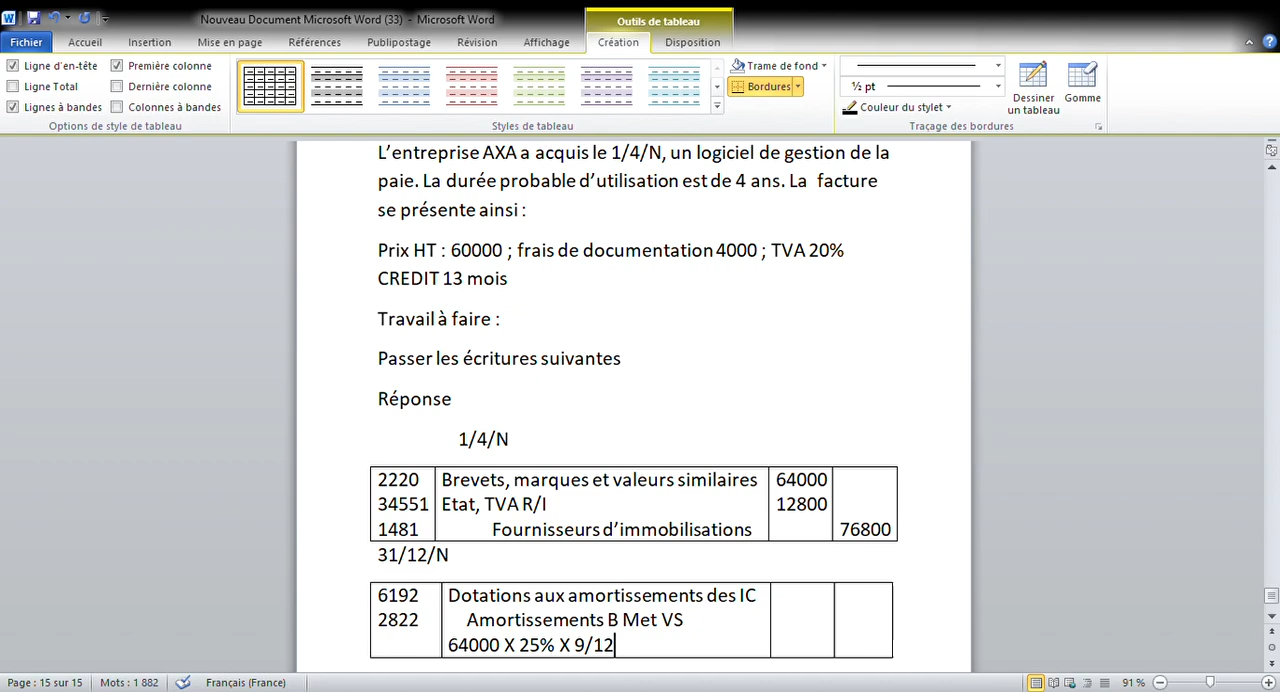 Nouveau Document Microsoft Word (33) - Microsoft Word
Outils de tableau
Fichier Accueil Insertion Mise en page Références Publipostage Révision Affichage Création Disposition
Ligne d'en-tête Première colonne
Ligne Total Dernière colonne
Lignes à bandes Colonnes à bandes
Options de style de tableau
Styles de tableau
Trame de fond
Bordures
½ pt
Couleur du stylet
Dessiner un tableau
Gomme
Traçage des bordures
L'entreprise AXA a acquis le 1/4/N, un logiciel de gestion de la
paie. La durée probable d'utilisation est de 4 ans. La facture
se présente ainsi :
Prix HT : 60000 ; frais de documentation 4000 ; TVA 20%
CREDIT 13 mois
Travail à faire :
Passer les écritures suivantes
Réponse
1/4/N
2220 Brevets, marques et valeurs similaires 64000
34551 Etat, TVA R/I 12800
1481 Fournisseurs d'immobilisations 76800
31/12/N
6192 Dotations aux amortissements des IC
2822 Amortissements B Met VS
64000 X 25% X 9/12
Page : 15 sur 15 Mots : 1 882 Français (France) 91 %